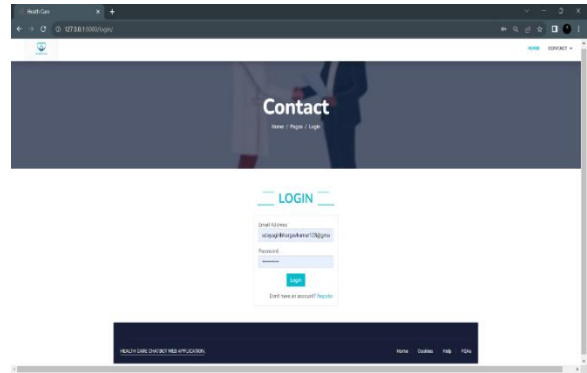 Health Care
127.0.0.1:8000/login/
HOME CONTACT
Contact
Home / Pages / Login
LOGIN
Email Address
Password
Login
Don't have an account? Register
HEALTH CARE CHATBOT WEB APPLICATION.
Home Cookies Help FQAs